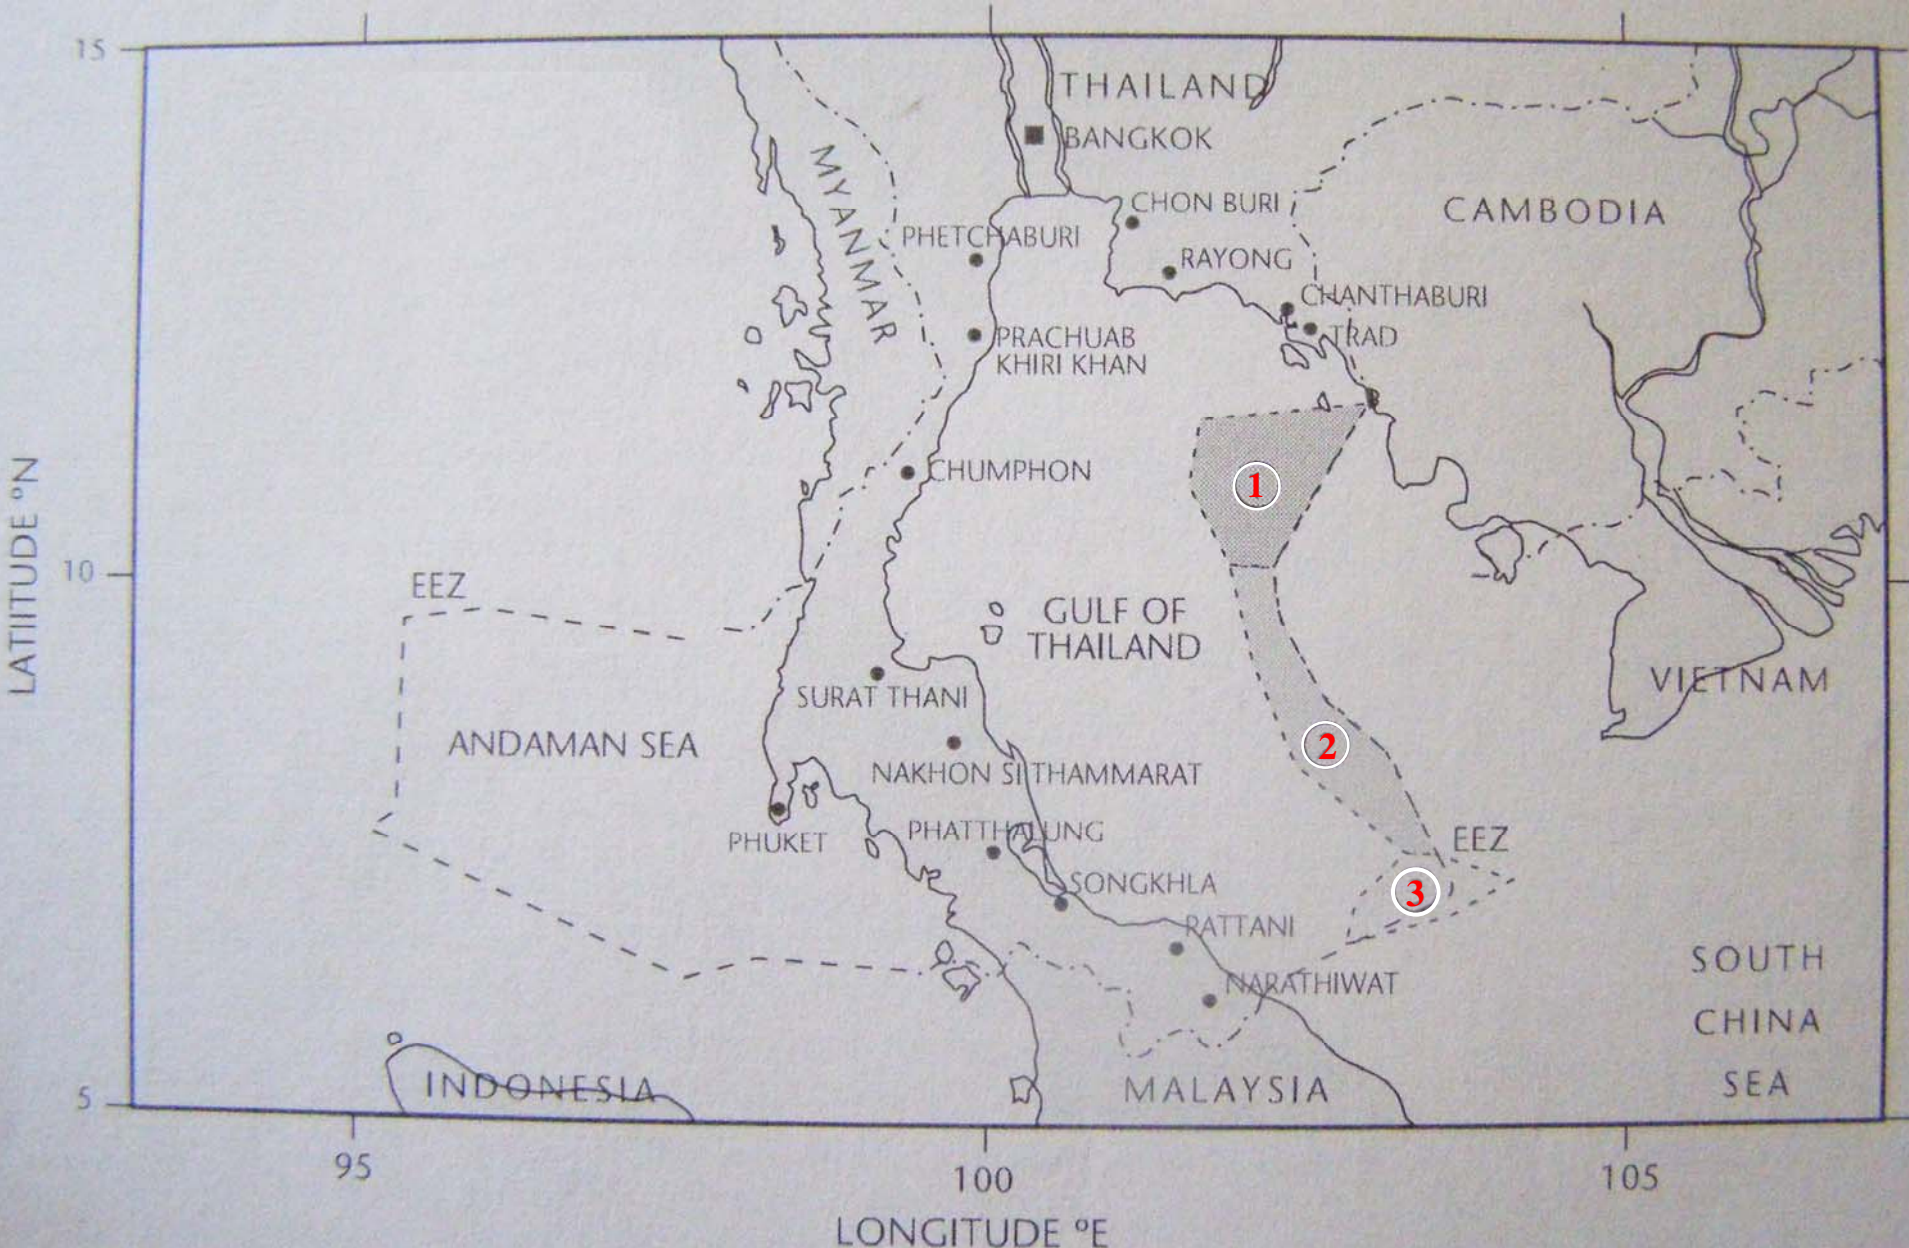 15
THAILAND
BANGKOK
MYANMAR
CHON BURI
CAMBODIA
PHETCHABURI
RAYONG
CHANTHABURI
PRACHUAB
KHIRI KHAN
TRAD
CHUMPHON
1
LATIITUDE ºN
10
EEZ
GULF OF
THAILAND
VIETNAM
SURAT THANI
ANDAMAN SEA
2
NAKHON SI THAMMARAT
PHUKET
PHATTHALUNG
EEZ
SONGKHLA
3
PATTANI
NARATHIWAT
SOUTH
CHINA
SEA
INDONESIA
MALAYSIA
5
95
100
105
LONGITUDE ºE